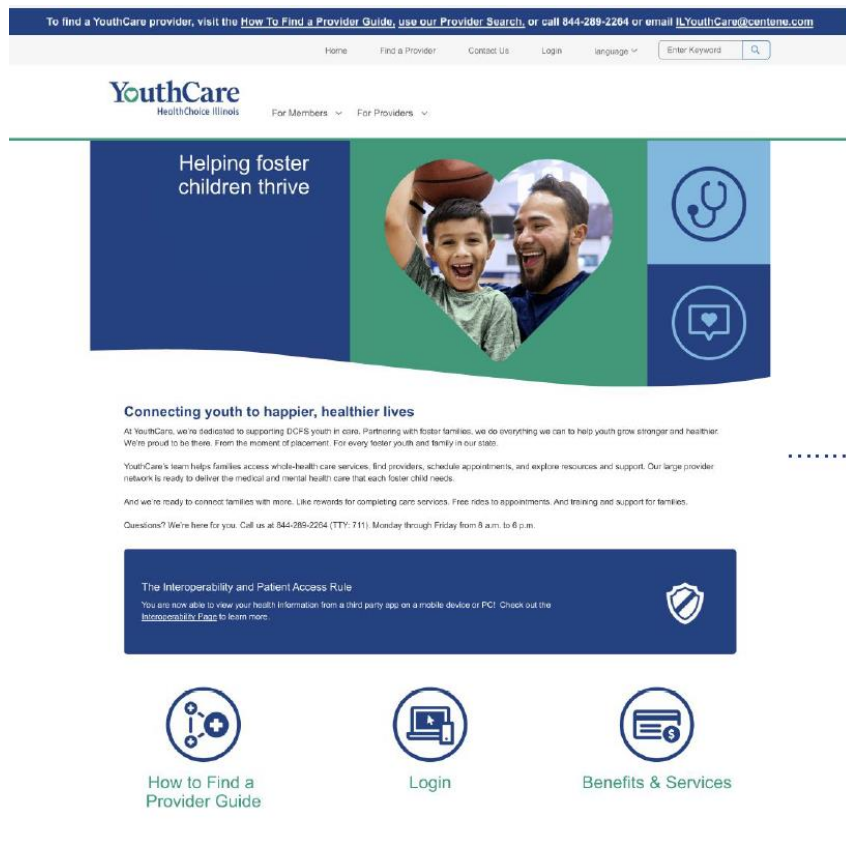 To find a YouthCare provider, visit the How To Find a Provider Guide, use our Provider Search, or call 844-289-2264 or email ILYouthCare@centene.com
Home Find a Provider Contact Us Login language Enter Keyword
YouthCare
HealthChoice Illinois
For Members For Providers
Helping foster
children thrive
Connecting youth to happier, healthier lives
At YouthCare, we're dedicated to supporting DCFS youth in care. Partnering with foster families, we do everything we can to help youth grow stronger and healthier.
We're proud to be there. From the moment of placement. For every foster youth and family in our state.
YouthCare's team helps families access whole-health care services, find providers, schedule appointments, and explore resources and support. Our large provider
network is ready to deliver the medical and mental health care that each foster child needs.
And we're ready to connect families with more. Like rewards for completing care services. Free rides to appointments. And training and support for families.
Questions? We're here for you. Call us at 844-289-2264 (TTY: 711). Monday through Friday from 8 a.m. to 6 p.m.
The Interoperability and Patient Access Rule
You are now able to view your health information from a third party app on a mobile device or PC! Check out the
Interoperability Page to learn more.
How to Find a
Provider Guide
Login
Benefits & Services